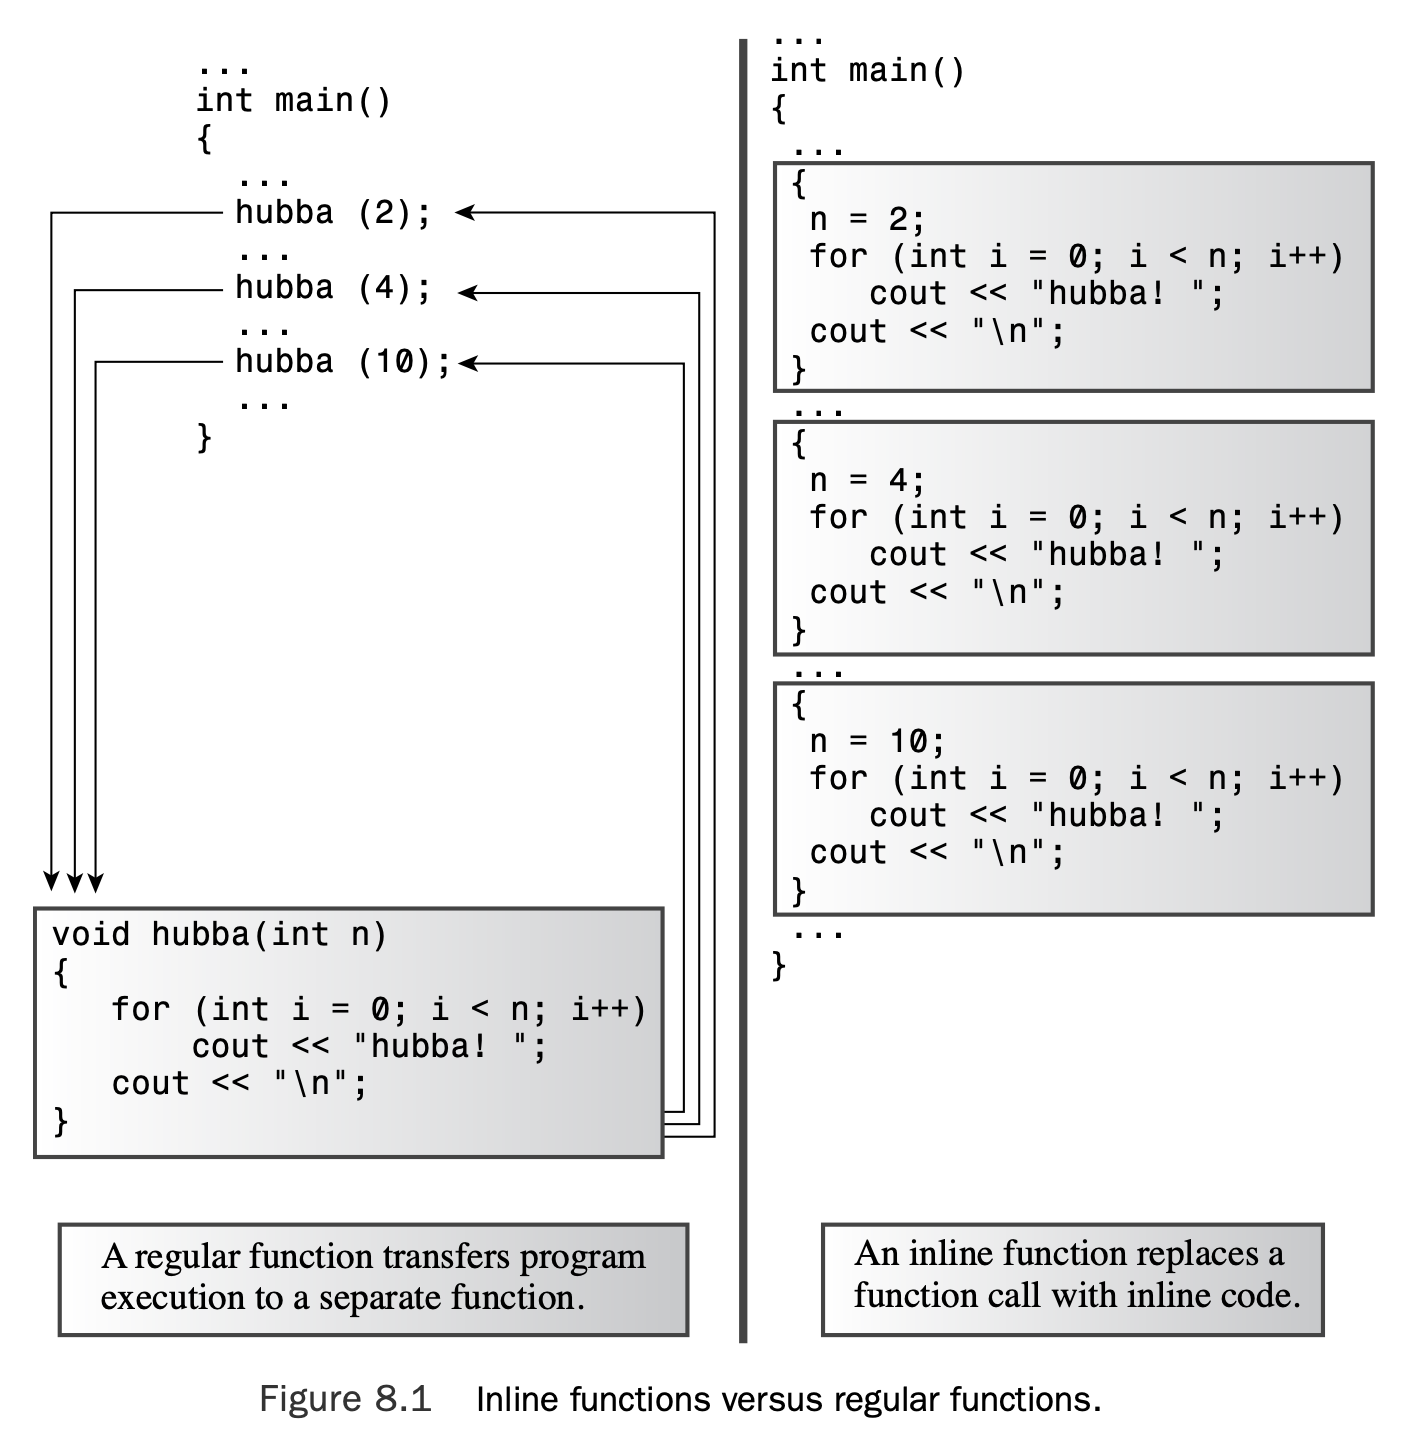 ...
int main()
{
...
hubba (2);
...
hubba (4);
...
hubba (10);
...
}
void hubba(int n)
{
for (int i = 0; i < n; i++)
cout << "hubba! ";
cout << "\n";
}
A regular function transfers program
execution to a separate function.
...
int main()
{
...
{
n = 2;
for (int i = 0; i < n; i++)
cout << "hubba! ";
cout << "\n";
}
...
{
n = 4;
for (int i = 0; i < n; i++)
cout << "hubba! ";
cout << "\n";
}
...
{
n = 10;
for (int i = 0; i < n; i++)
cout << "hubba! ";
cout << "\n";
}
...
}
An inline function replaces a
function call with inline code.
Figure 8.1 Inline functions versus regular functions.